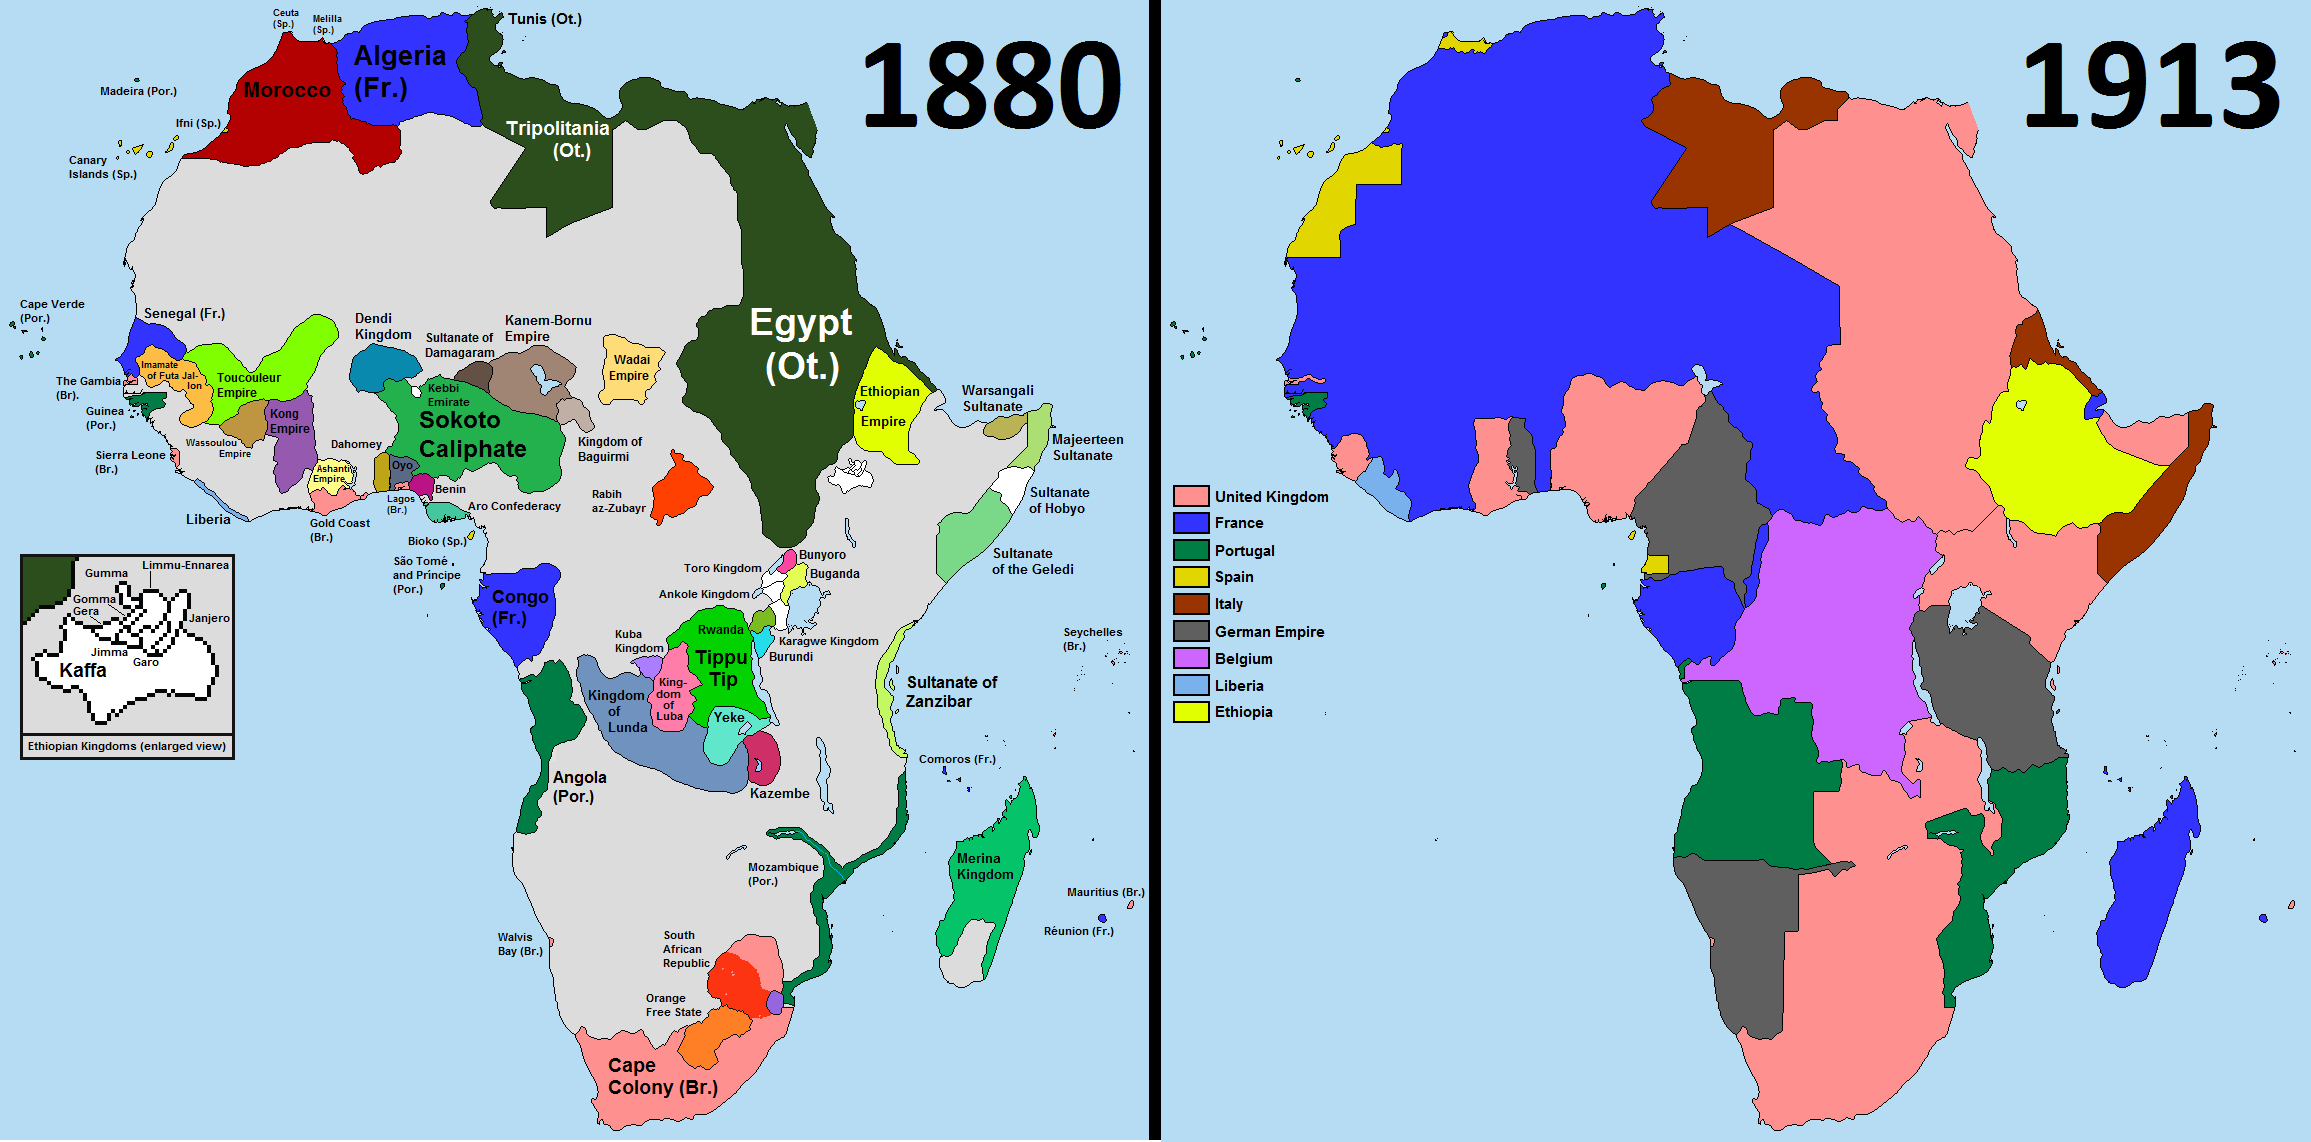 1880
Ceuta
(Sp.)
Melilla
(Sp.)
Tunis (Ot.)
Algeria
(Fr.)
Morocco
Madeira (Por.)
Ifni (Sp.)
Canary
Islands (Sp.)
Tripolitania
(Ot.)
Egypt
(Ot.)
Cape Verde
(Por.)
Senegal (Fr.)
Imamate
of Futa Jal-
lon
The Gambia
(Br).
Guinea
(Por.)
Toucouleur
Empire
Wassoulou
Empire
Kong
Empire
Sierra Leone
(Br.)
Liberia
Ashanti
Empire
Gold Coast
(Br.)
Dendi
Kingdom
Sultanate of
Damagaram
Kanem-Bornu
Empire
Kebbi
Emirate
Sokoto
Caliphate
Dahomey
Oyo
Lagos
(Br.)
Benin
Aro Confederacy
Bioko (Sp.)
São Tomé
and Príncipe
(Por.)
Wadai
Empire
Kingdom of
Baguirmi
Rabih
az-Zubayr
Ethiopian
Empire
Warsangali
Sultanate
Majeerteen
Sultanate
Sultanate
of Hobyo
Sultanate
of the Geledi
Congo
(Fr.)
Bunyoro
Toro Kingdom
Buganda
Ankole Kingdom
Rwanda
Karagwe Kingdom
Burundi
Kuba
Kingdom
Tippu
Tip
King-
dom
of
Luba
Kingdom
of
Lunda
Yeke
Kazembe
Sultanate of
Zanzibar
Seychelles
(Br.)
Comoros (Fr.)
Angola
(Por.)
Mozambique
(Por.)
Merina
Kingdom
Mauritius (Br.)
Réunion (Fr.)
Walvis
Bay (Br.)
South
African
Republic
Orange
Free State
Cape
Colony (Br.)
Limmu-Ennarea
Gumma
Gomma
Gera
Janjero
Jimma
Garo
Kaffa
Ethiopian Kingdoms (enlarged view)
1913
United Kingdom
France
Portugal
Spain
Italy
German Empire
Belgium
Liberia
Ethiopia